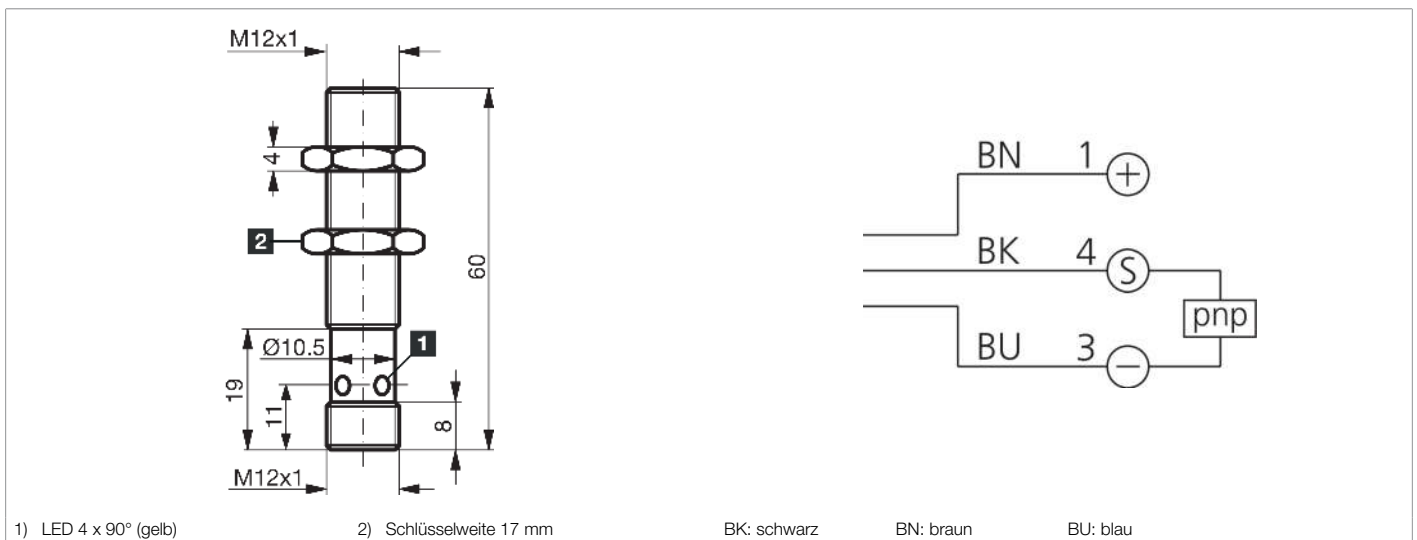 M12x1
4
2
60
Ø10.5
1
19
11
8
M12x1
BN 1 +
BK 4 S
pnp
BU 3 −
1) LED 4 x 90° (gelb) 2) Schlüsselweite 17 mm BK: schwarz BN: braun BU: blau